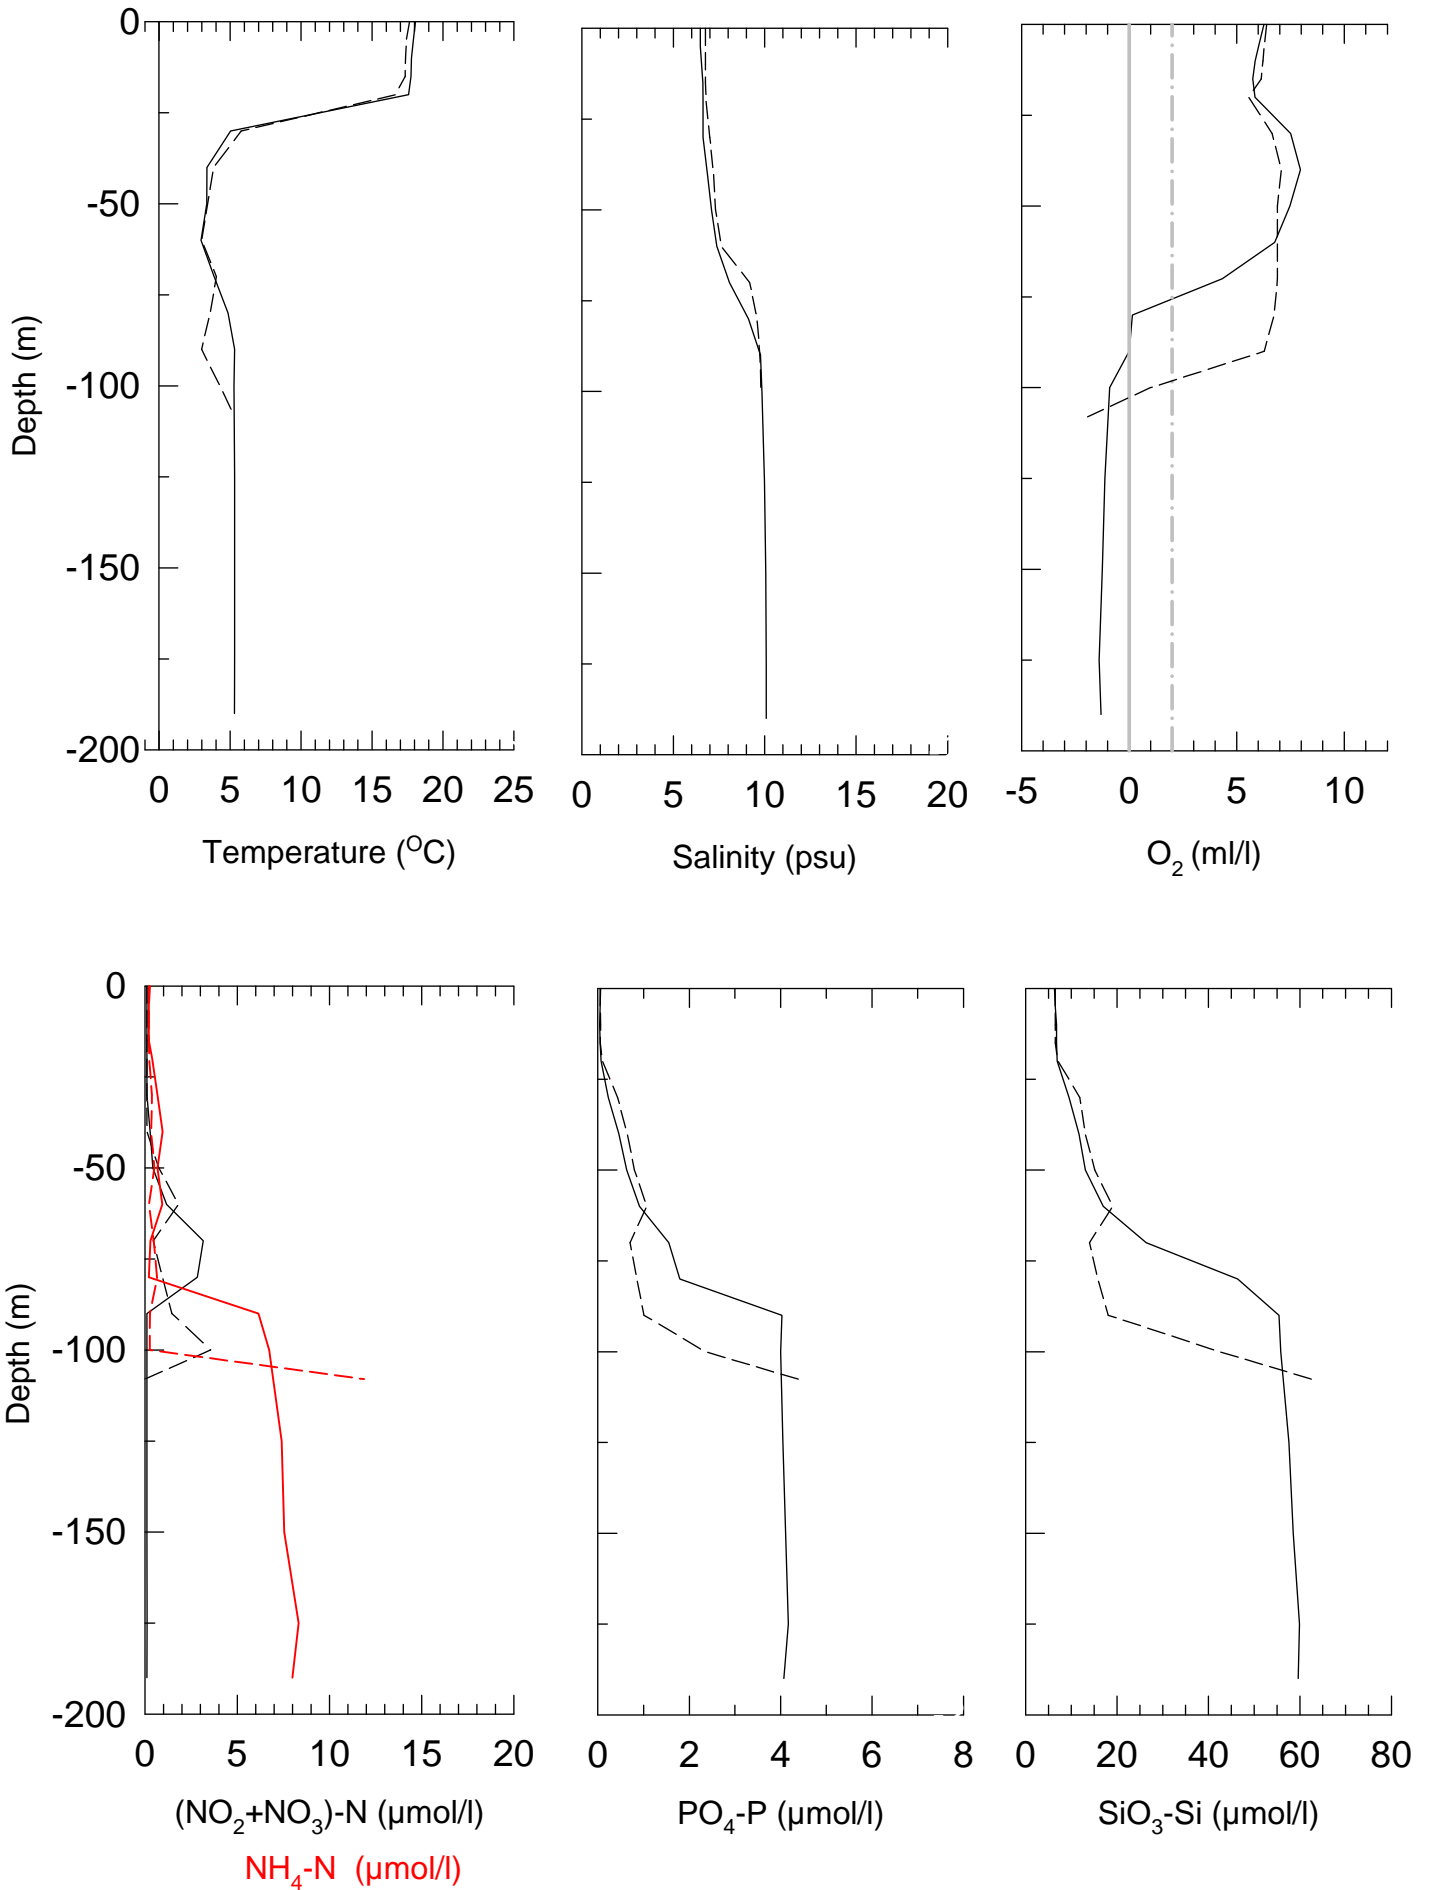 0
-50
-100
-150
-200
Depth (m)
0 5 10 15 20 25
Temperature (OC)
0 5 10 15 20
Salinity (psu)
-5 0 5 10
O2 (ml/l)
0
-50
-100
-150
-200
Depth (m)
0 5 10 15 20
(NO2+NO3)-N (µmol/l)
NH4-N (µmol/l)
0 2 4 6 8
PO4-P (µmol/l)
0 20 40 60 80
SiO3-Si (µmol/l)